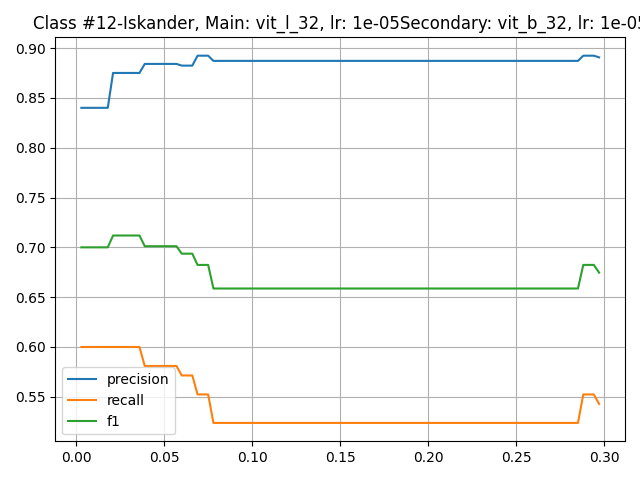 Class #12-Iskander, Main: vit_l_32, lr: 1e-05Secondary: vit_b_32, lr: 1e-05
0.90
0.85
0.80
0.75
0.70
0.65
0.60
0.55
precision
recall
f1
0.00 0.05 0.10 0.15 0.20 0.25 0.30